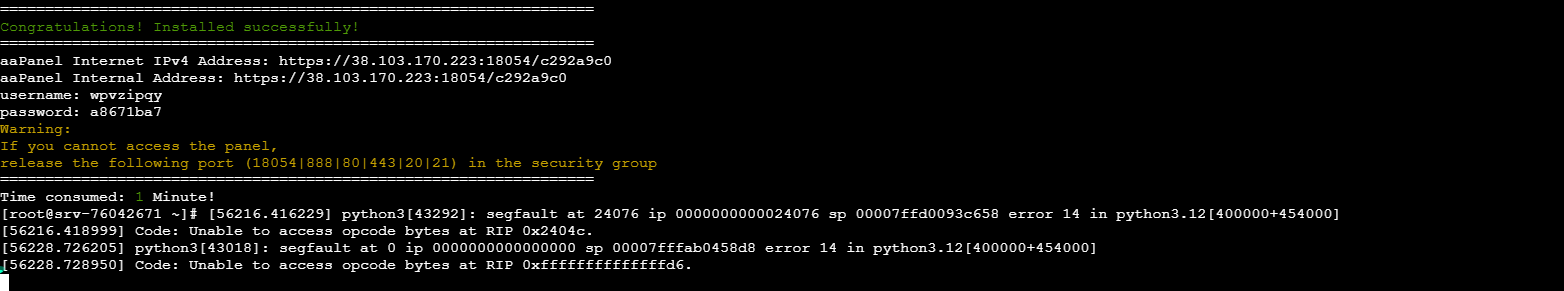 ==================================================================
Congratulations! Installed successfully!
==================================================================
aaPanel Internet IPv4 Address: https://38.103.170.223:18054/c292a9c0
aaPanel Internal Address: https://38.103.170.223:18054/c292a9c0
username: wpvzipqy
password: a8671ba7
Warning:
If you cannot access the panel,
release the following port (18054|888|80|443|20|21) in the security group
==================================================================
Time consumed: 1 Minute!
[root@srv-76042671 ~]# [56216.416229] python3[43292]: segfault at 24076 ip 0000000000024076 sp 00007ffd0093c658 error 14 in python3.12[400000+454000]
[56216.418999] Code: Unable to access opcode bytes at RIP 0x2404c.
[56228.726205] python3[43018]: segfault at 0 ip 0000000000000000 sp 00007fffab0458d8 error 14 in python3.12[400000+454000]
[56228.728950] Code: Unable to access opcode bytes at RIP 0xffffffffffffffd6.